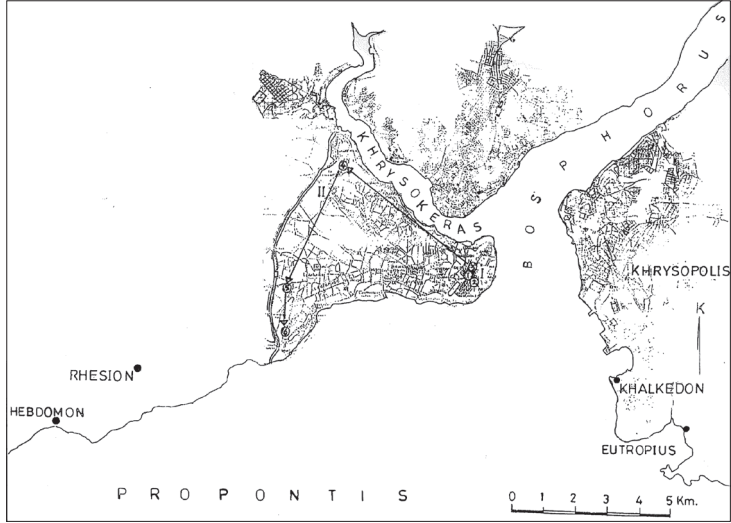 KHRYSOKERAS
BOSPHORUS
II
I
KHRYSOPOLIS
K
RHESION
KHALKEDON
HEBDOMON
EUTROPIUS
PROPONTIS
0 1 2 3 4 5 Km.